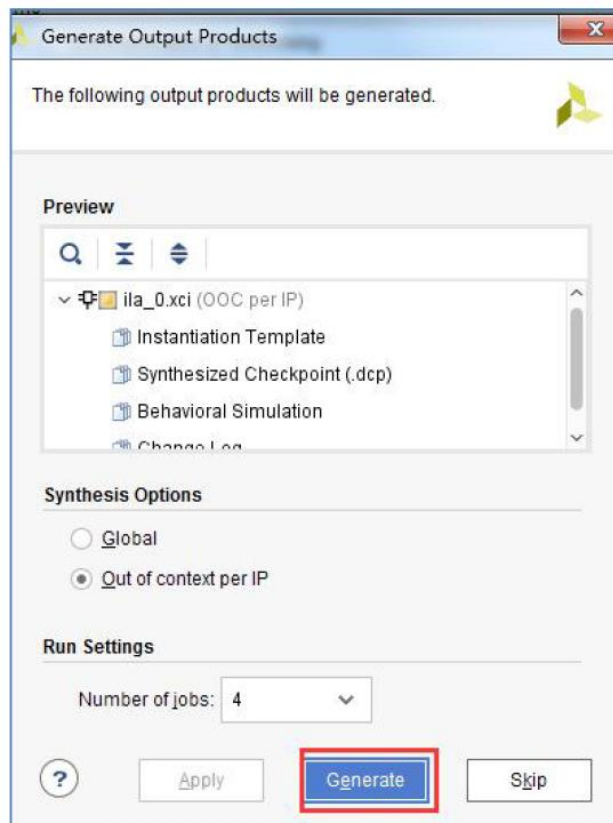 Generate Output Products
The following output products will be generated.
Preview
ila_0.xci (OOC per IP)
Instantiation Template
Synthesized Checkpoint (.dcp)
Behavioral Simulation
Change Log
Synthesis Options
Global
Out of context per IP
Run Settings
Number of jobs: 4
? Apply Generate Skip